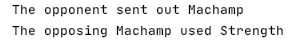 The opponent sent out Machamp
The opposing Machamp used Strength